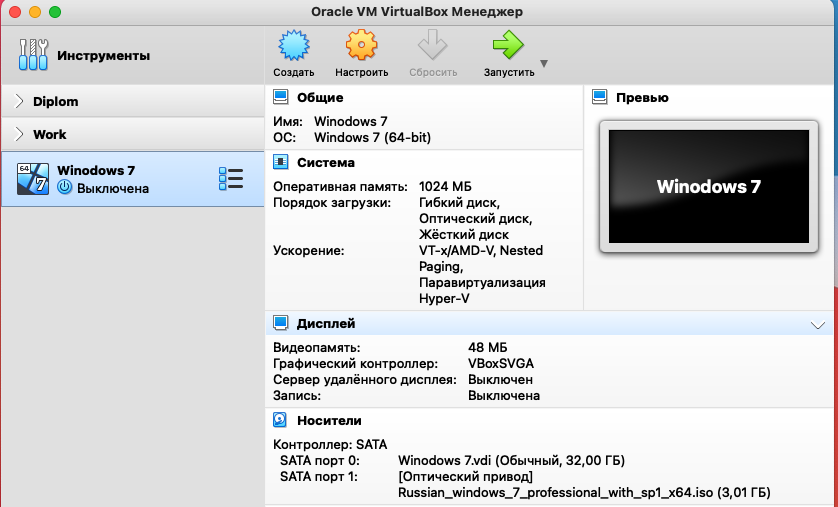 Oracle VM VirtualBox Менеджер
Инструменты
Создать
Настроить
Сбросить
Запустить
Diplom
Work
64
7
Winodows 7
Выключена
Общие
Имя: Winodows 7
ОС: Windows 7 (64-bit)
Система
Оперативная память: 1024 МБ
Порядок загрузки: Гибкий диск,
Оптический диск,
Жёсткий диск
Ускорение: VT-x/AMD-V, Nested
Paging,
Паравиртуализация
Hyper-V
Превью
Winodows 7
Дисплей
Видеопамять: 48 МБ
Графический контроллер: VBoxSVGA
Сервер удалённого дисплея: Выключен
Запись: Выключена
Носители
Контроллер: SATA
SATA порт 0: Winodows 7.vdi (Обычный, 32,00 ГБ)
SATA порт 1: [Оптический привод]
Russian_windows_7_professional_with_sp1_x64.iso (3,01 ГБ)